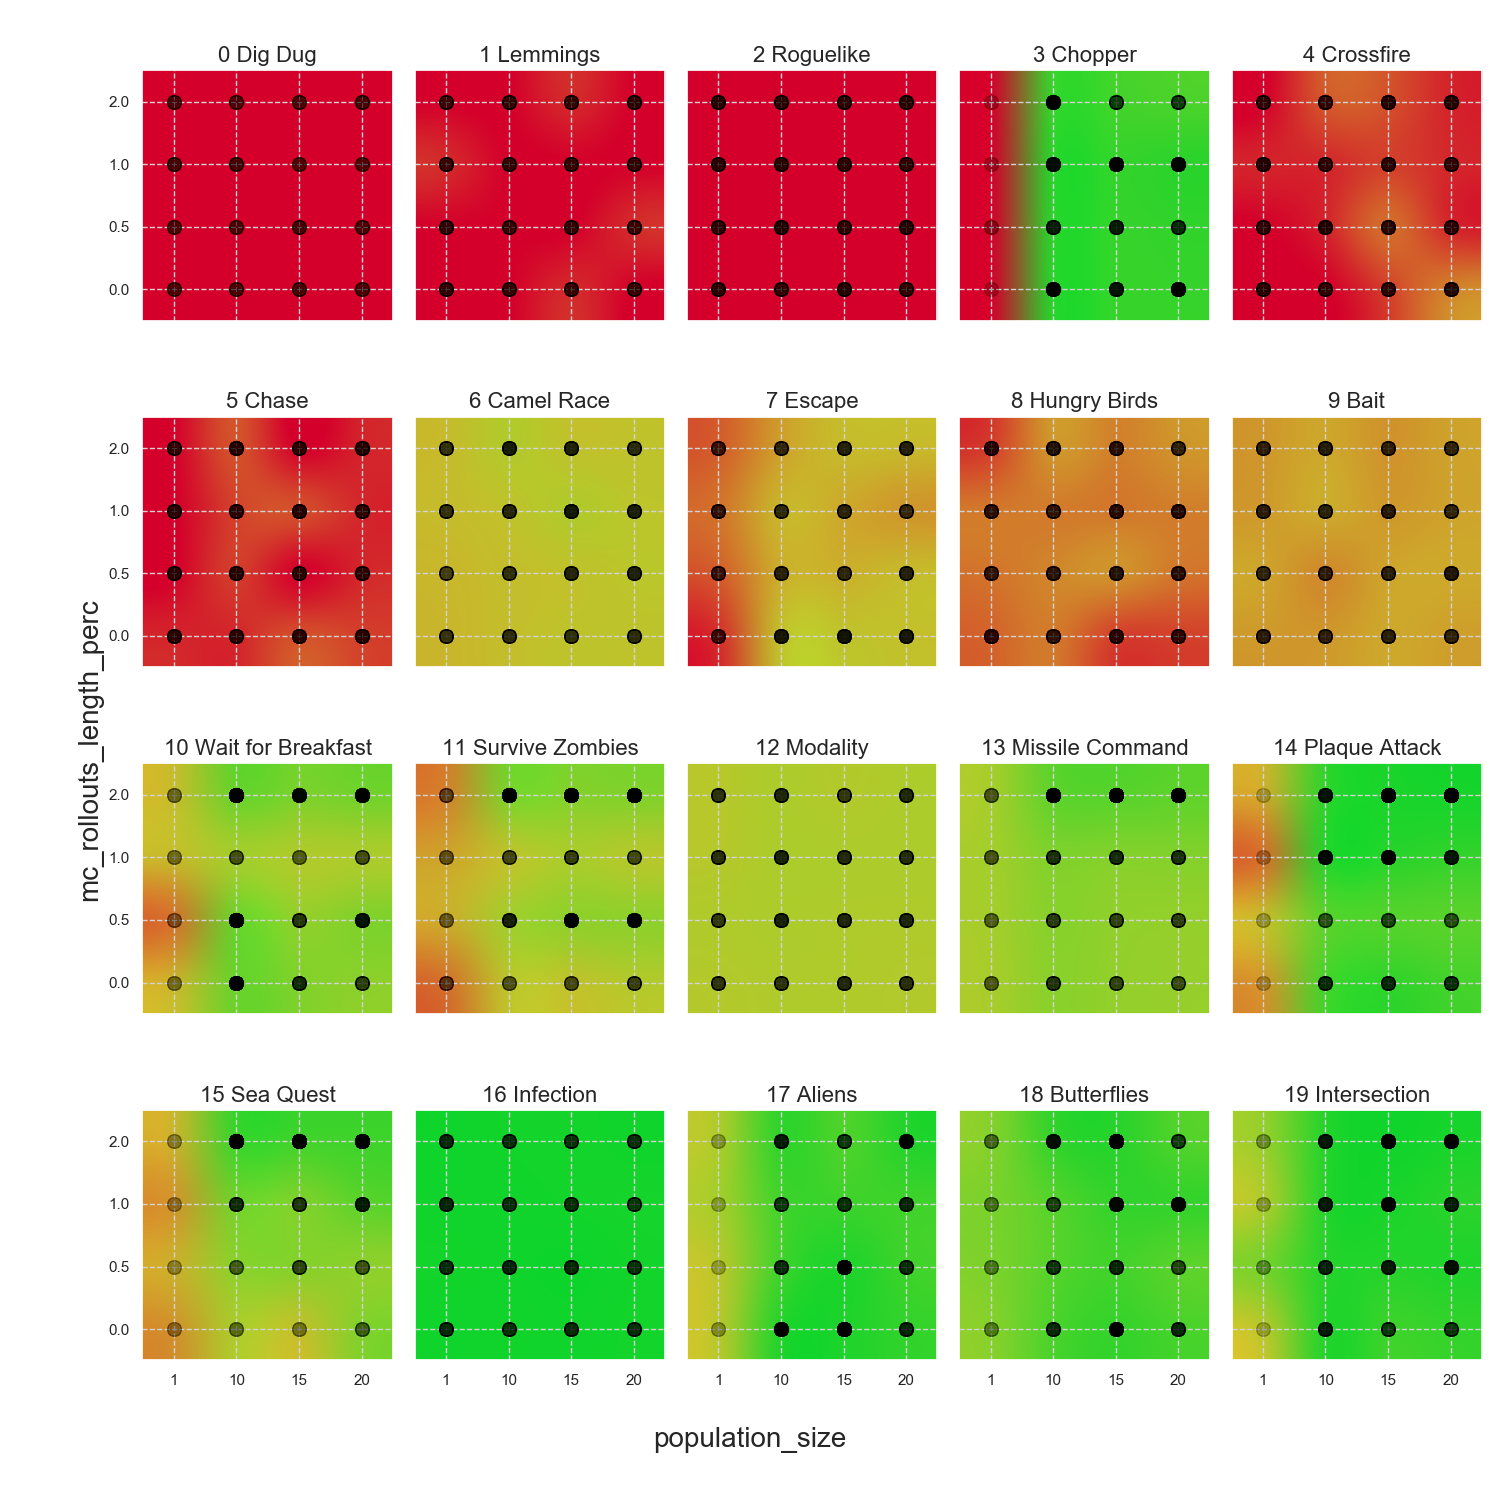 0 Dig Dug
1 Lemmings
2 Roguelike
3 Chopper
4 Crossfire
2.0
1.0
0.5
0.0
5 Chase
6 Camel Race
7 Escape
8 Hungry Birds
9 Bait
2.0
1.0
0.5
0.0
mc_rollouts_length_perc
10 Wait for Breakfast
11 Survive Zombies
12 Modality
13 Missile Command
14 Plaque Attack
2.0
1.0
0.5
0.0
15 Sea Quest
16 Infection
17 Aliens
18 Butterflies
19 Intersection
2.0
1.0
0.5
0.0
1 10 15 20
1 10 15 20
1 10 15 20
1 10 15 20
1 10 15 20
population_size